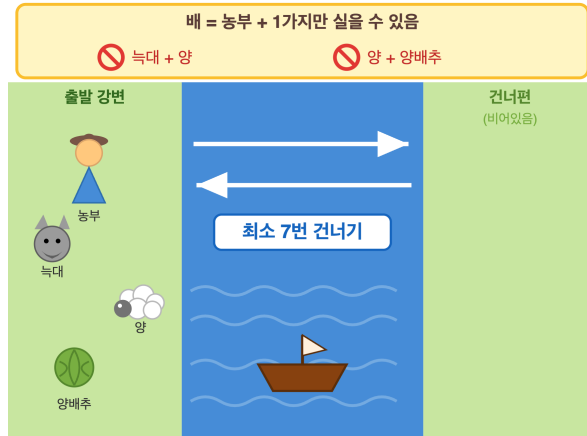 배 = 농부 + 1가지만 실을 수 있음
늑대 + 양
양 + 양배추
출발 강변
건너편
(비어있음)
농부
최소 7번 건너기
늑대
양
양배추